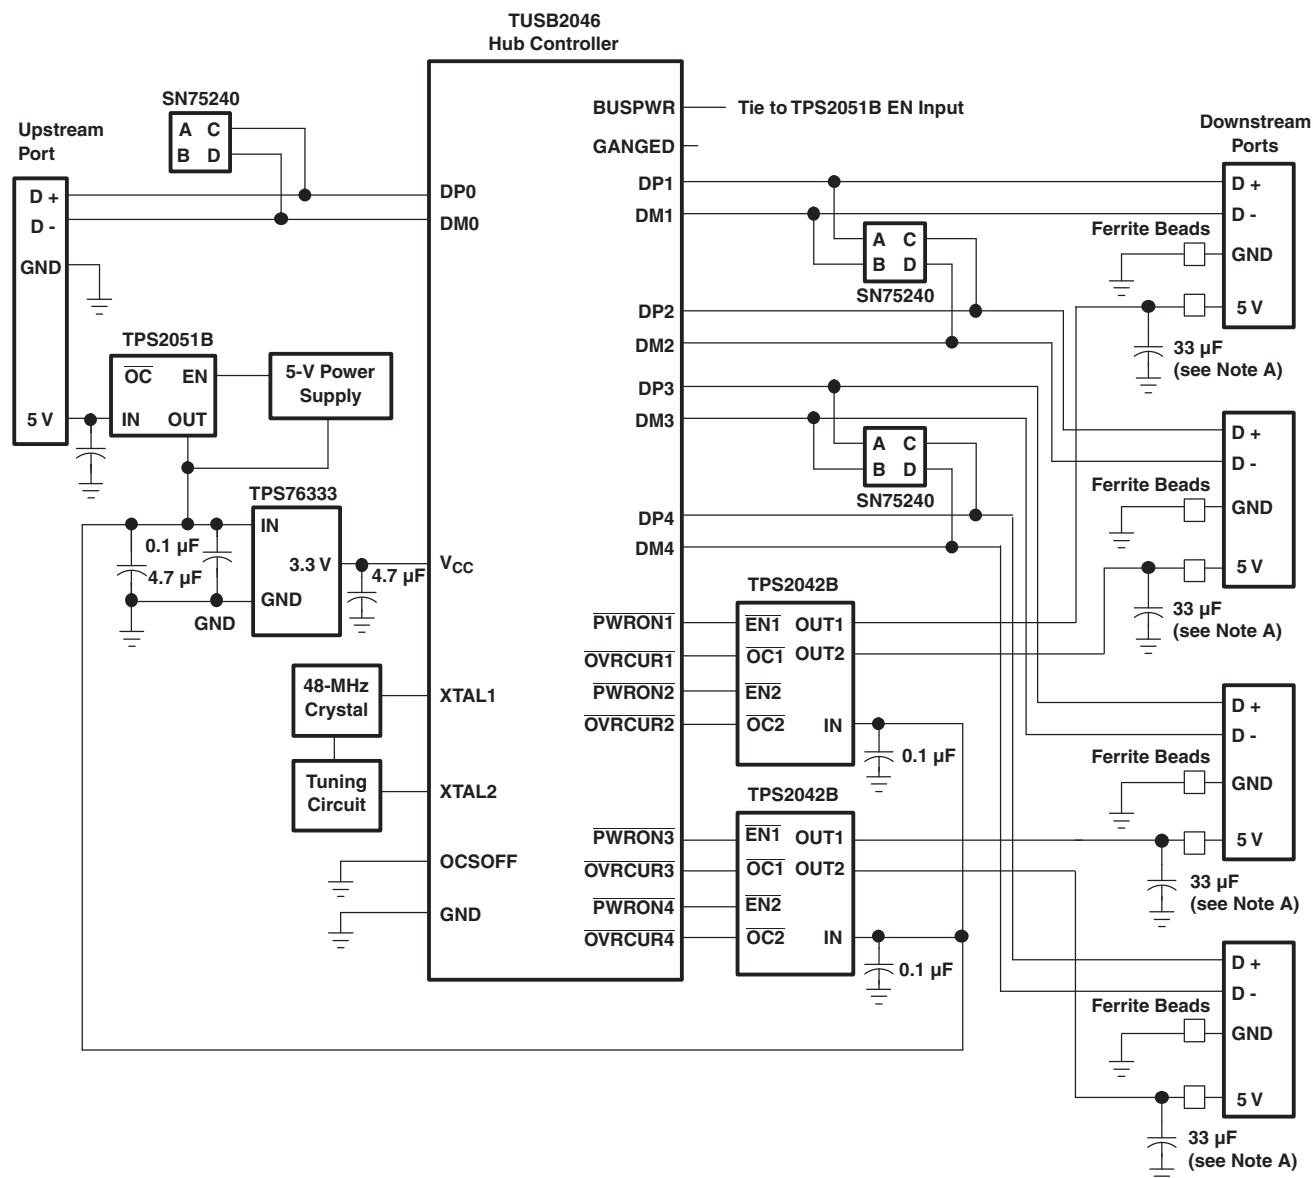 TUSB2046
Hub Controller
SN75240
A C
B D
Upstream
Port
D +
D -
GND
5 V
TPS2051B
OC EN
IN OUT
5-V Power
Supply
TPS76333
IN
3.3 V
GND
0.1 µF
4.7 µF
GND
4.7 µF
48-MHz
Crystal
Tuning
Circuit
DP0
DM0
VCC
XTAL1
XTAL2
OCSOFF
GND
BUSPWR
Tie to TPS2051B EN Input
GANGED
DP1
DM1
DP2
DM2
DP3
DM3
DP4
DM4
PWRON1
OVRCUR1
PWRON2
OVRCUR2
PWRON3
OVRCUR3
PWRON4
OVRCUR4
A C
B D
SN75240
A C
B D
SN75240
TPS2042B
EN1 OUT1
OC1 OUT2
EN2
OC2 IN
0.1 µF
TPS2042B
EN1 OUT1
OC1 OUT2
EN2
OC2 IN
0.1 µF
Downstream
Ports
D +
D -
Ferrite Beads
GND
5 V
33 µF
(see Note A)
D +
D -
Ferrite Beads
GND
5 V
33 µF
(see Note A)
D +
D -
Ferrite Beads
GND
5 V
33 µF
(see Note A)
D +
D -
Ferrite Beads
GND
5 V
33 µF
(see Note A)